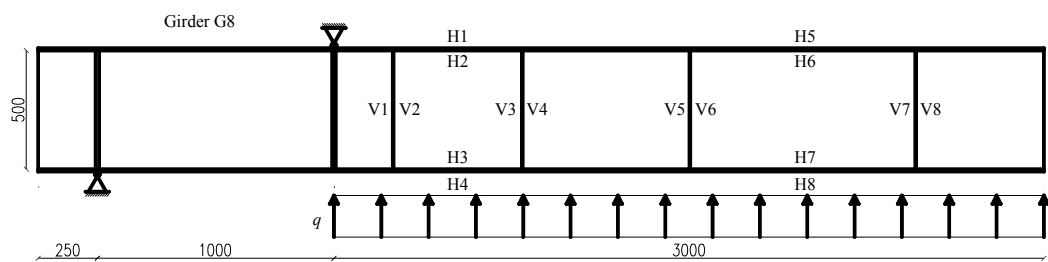 Girder G8
H1 H5
H2 H6
500
V1 V2 V3 V4 V5 V6 V7 V8
H3 H7
H4 H8
q
250 1000 3000